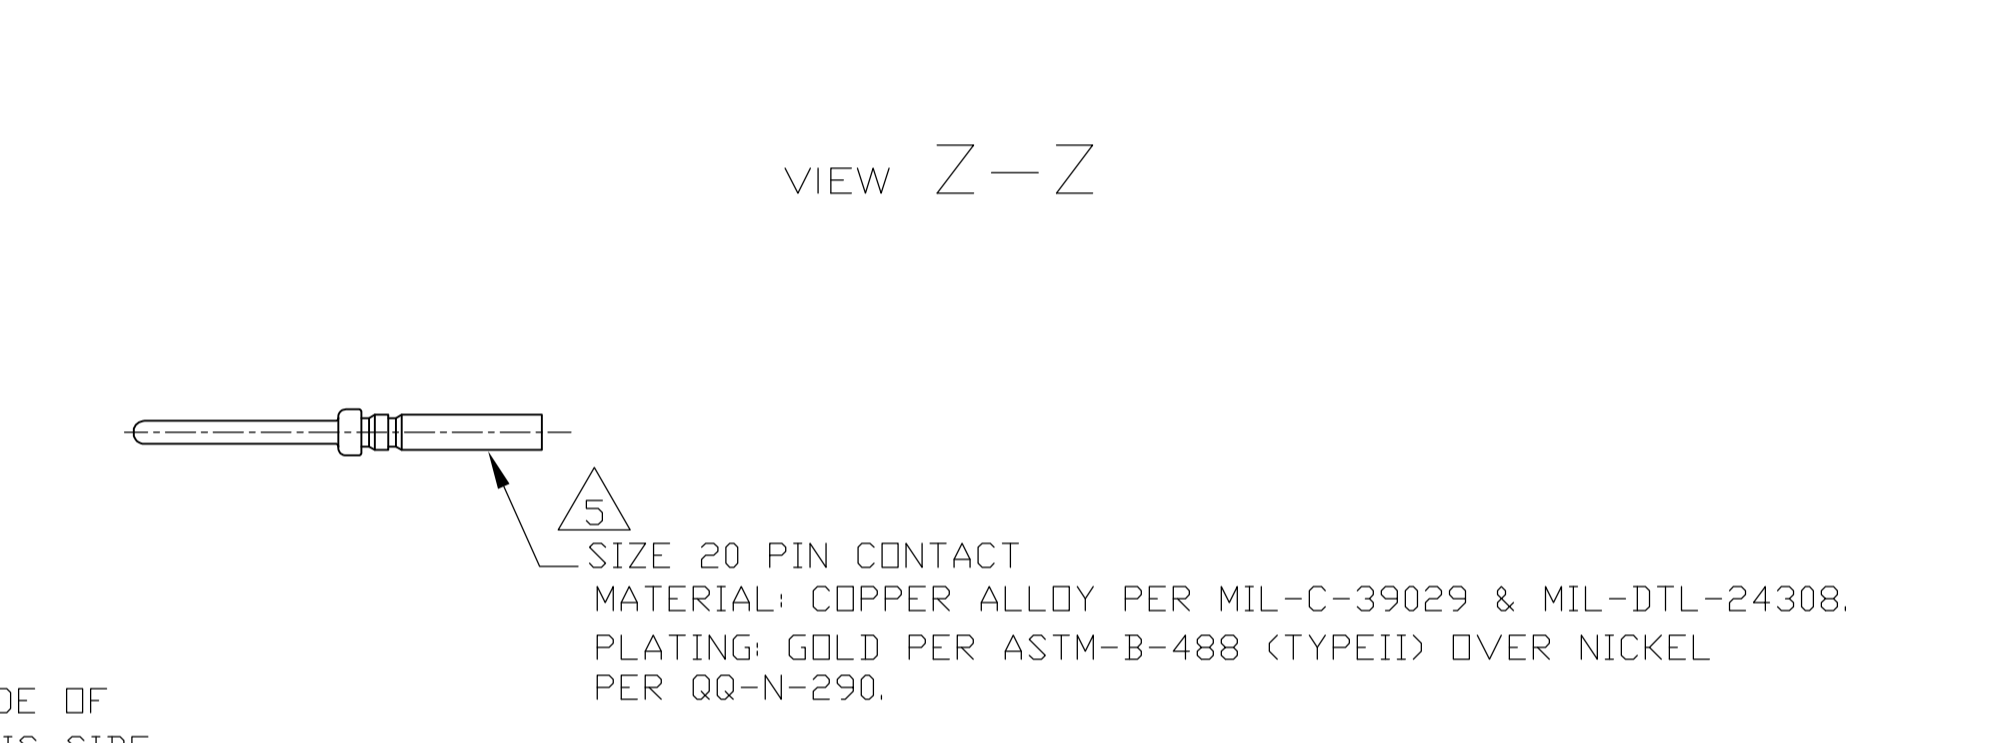 VIEW Z-Z
5
SIZE 20 PIN CONTACT
MATERIAL: COPPER ALLOY PER MIL-C-39029 & MIL-DTL-24308.
PLATING: GOLD PER ASTM-B-488 (TYPEII) OVER NICKEL
PER QQ-N-290.
OF